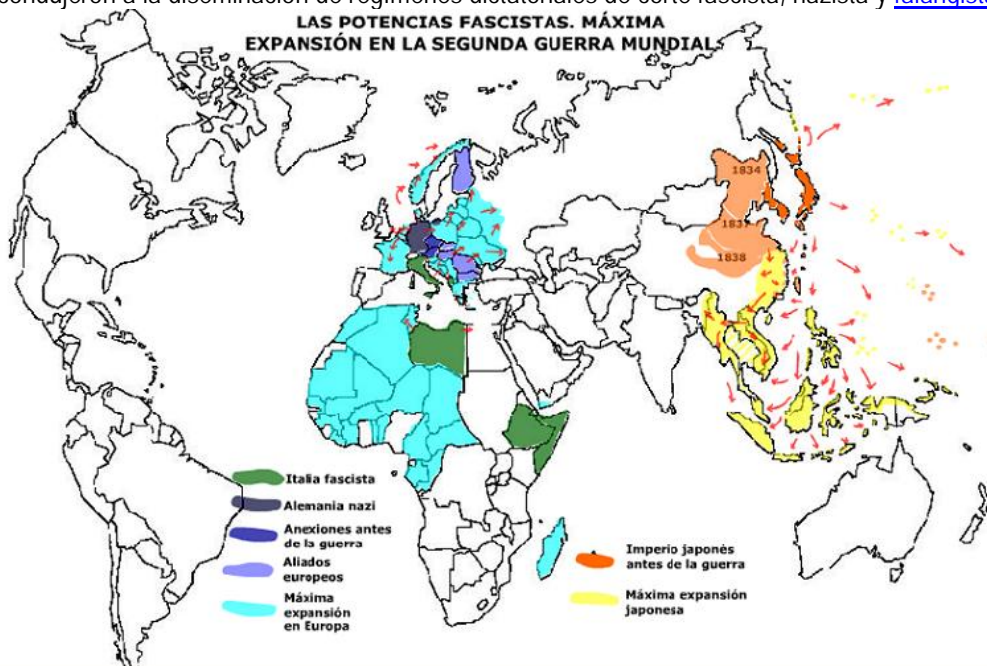 condujeron a la diseminación de regímenes dictatoriales de corte fascista, nazista y falangista
LAS POTENCIAS FASCISTAS. MÁXIMA
EXPANSIÓN EN LA SEGUNDA GUERRA MUNDIAL
1834
1837
1838
Italia fascista
Alemania nazi
Anexiones antes
de la guerra
Aliados
europeos
Máxima
expansión
en Europa
Imperio japonès
antes de la guerra
Máxima expansión
japonesa